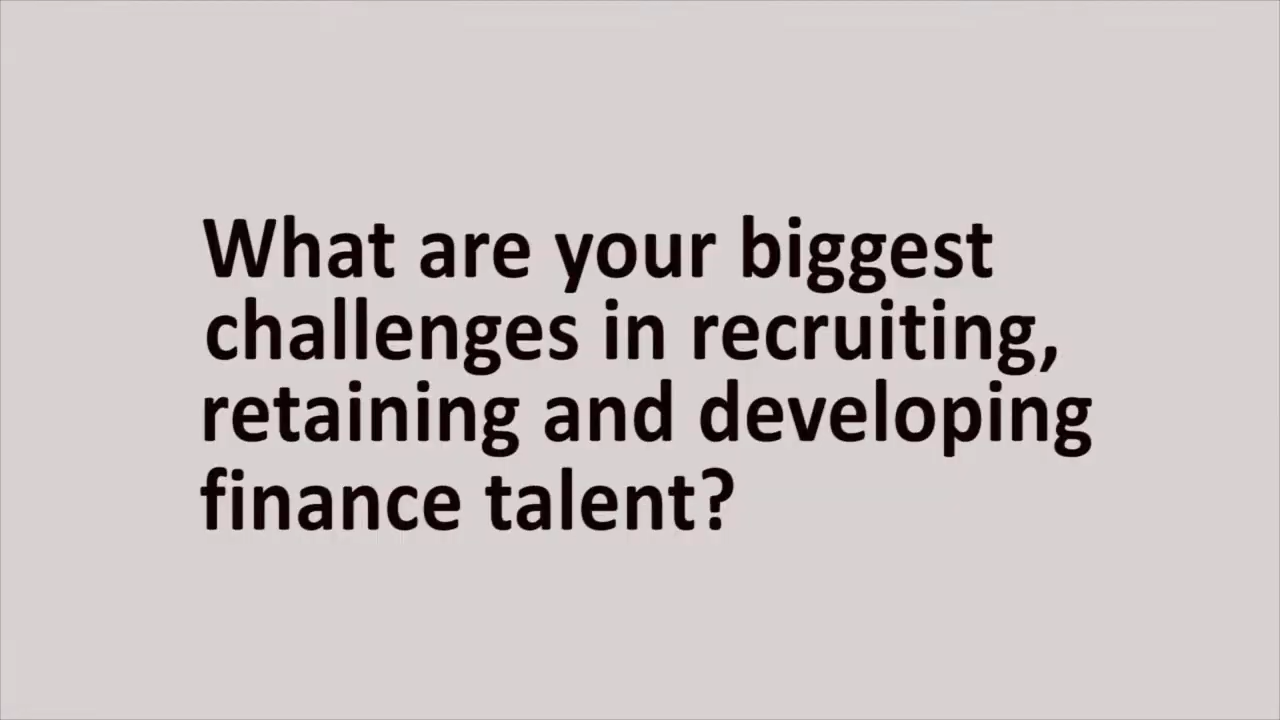 What are your biggest
challenges in recruiting,
retaining and developing
finance talent?